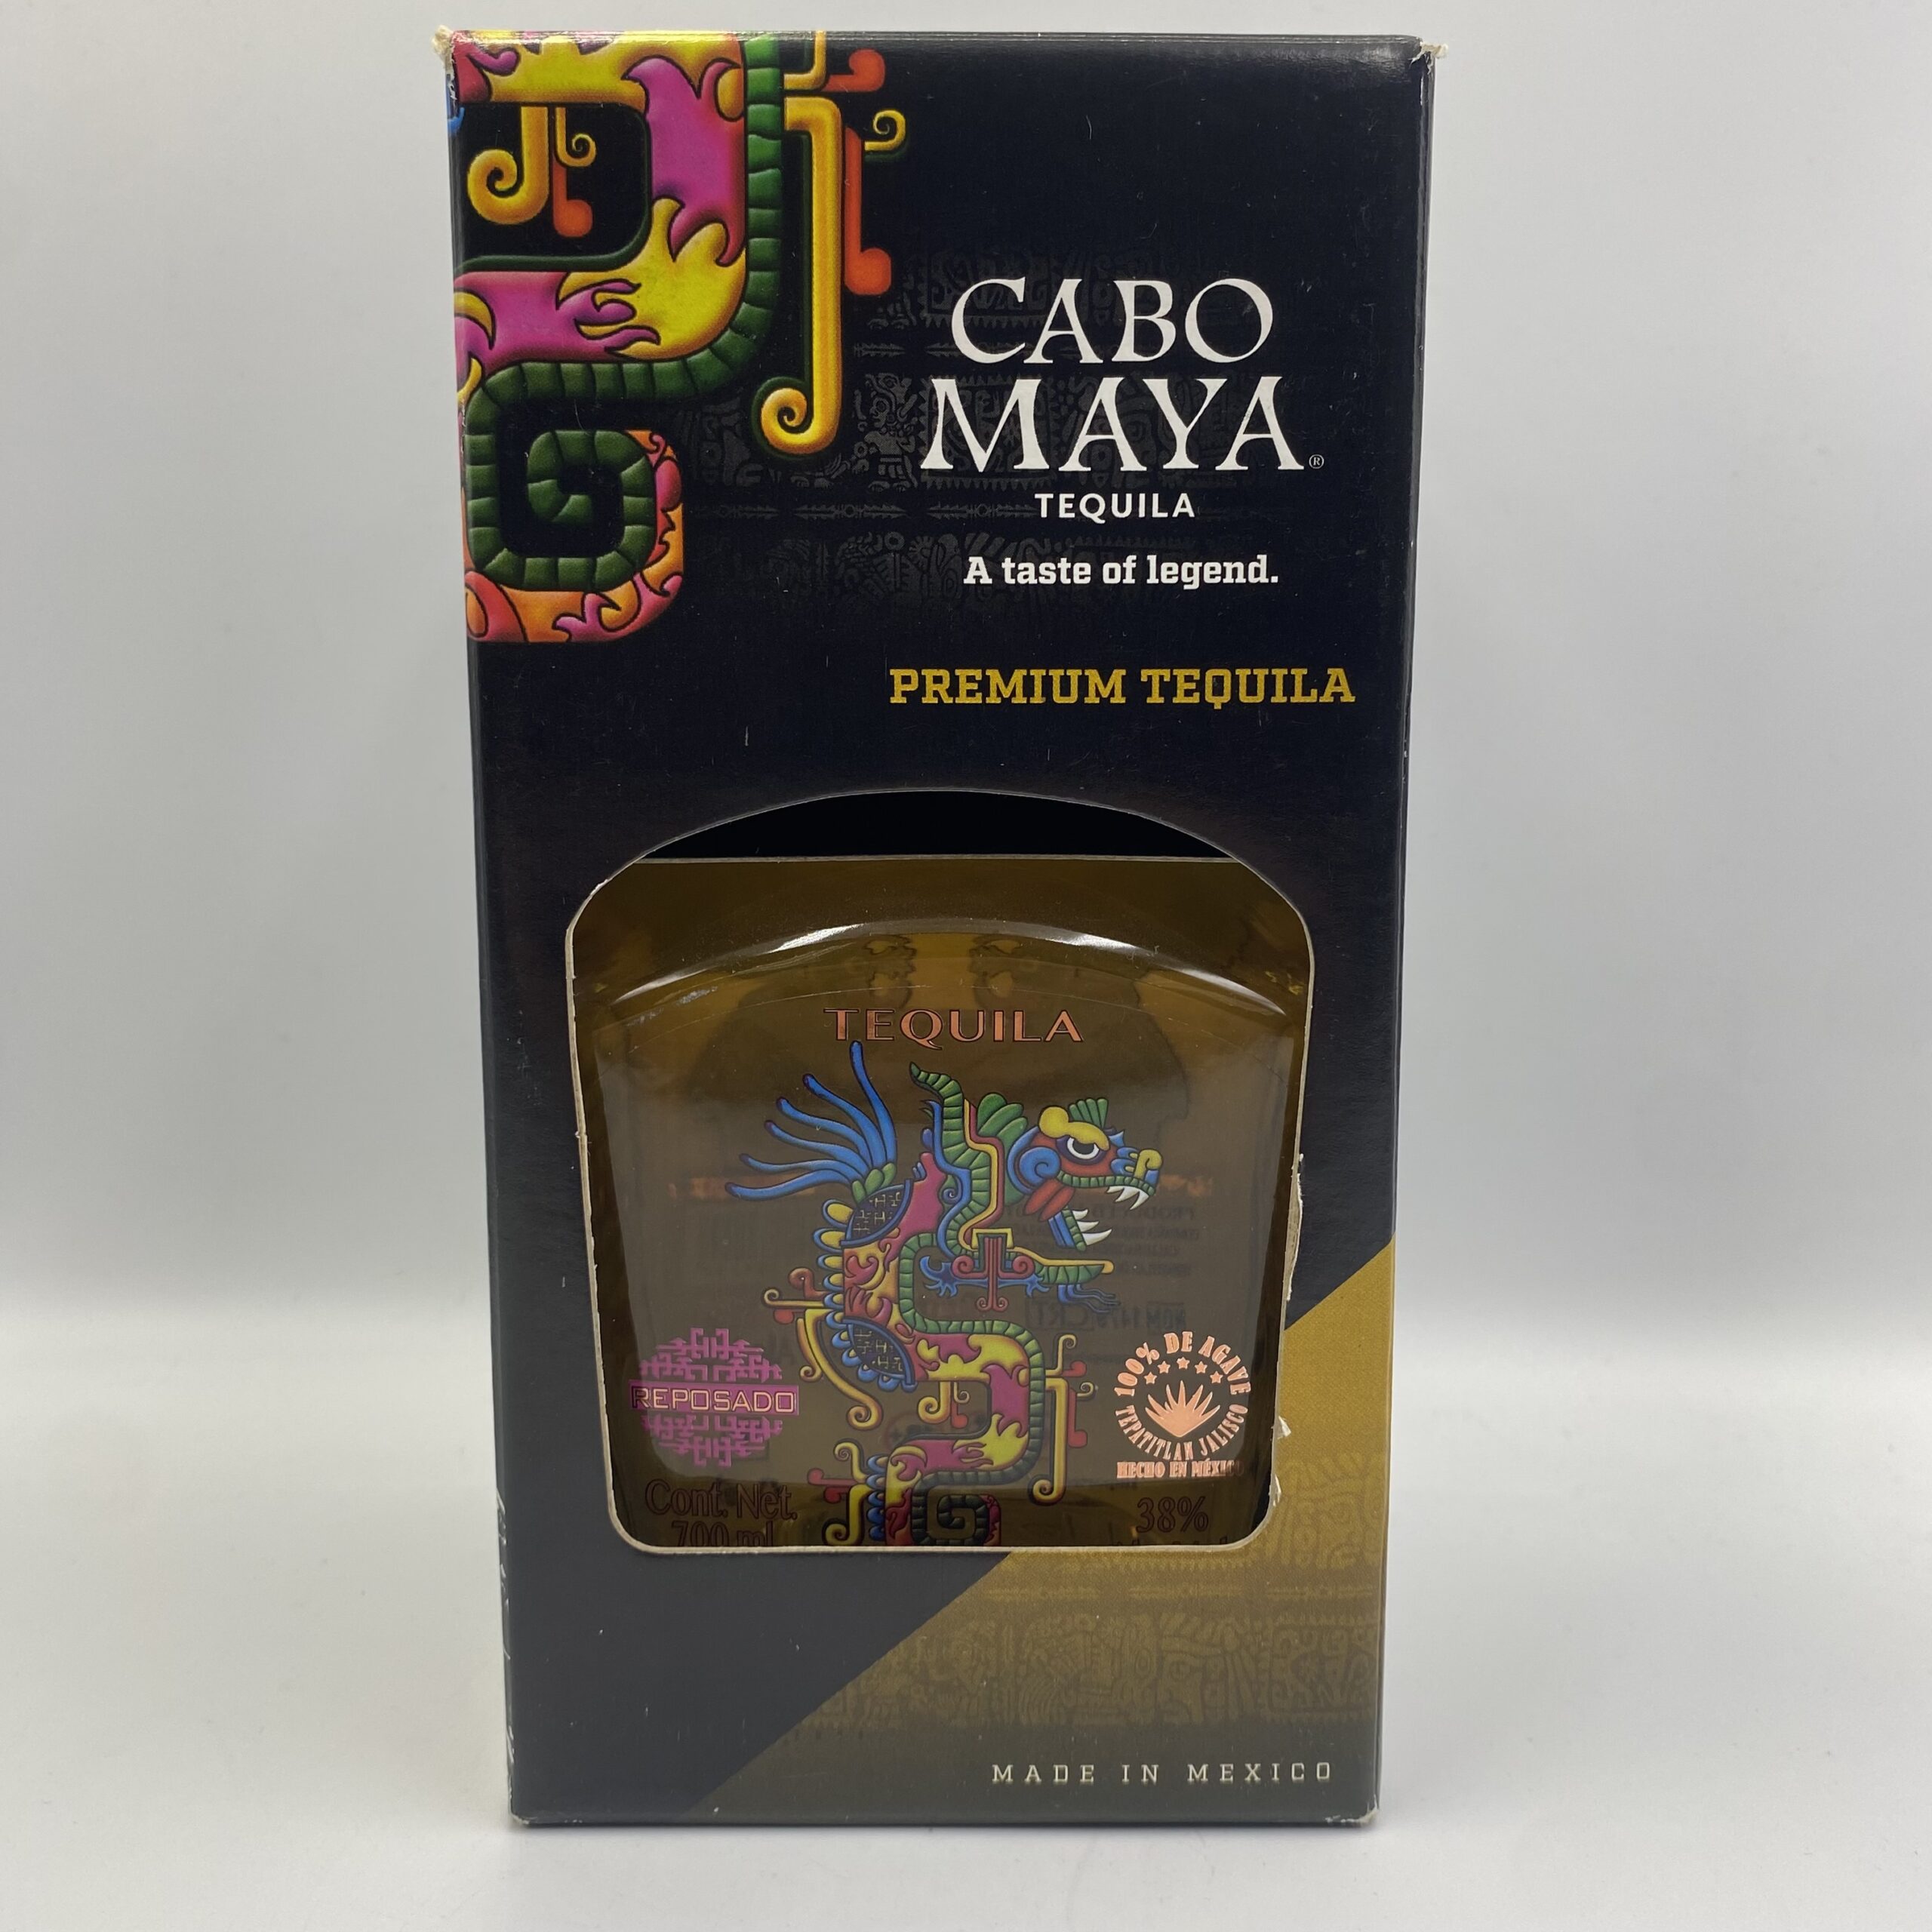 CABO
MAYA®
TEQUILA
A taste of legend.
PREMIUM TEQUILA
TEQUILA
REPOSADO
100% DE AGAVE
TEPATITLAN JALISCO
HECHO EN MÉXICO
Cont. Net.
700 ml
38%
MADE IN MEXICO